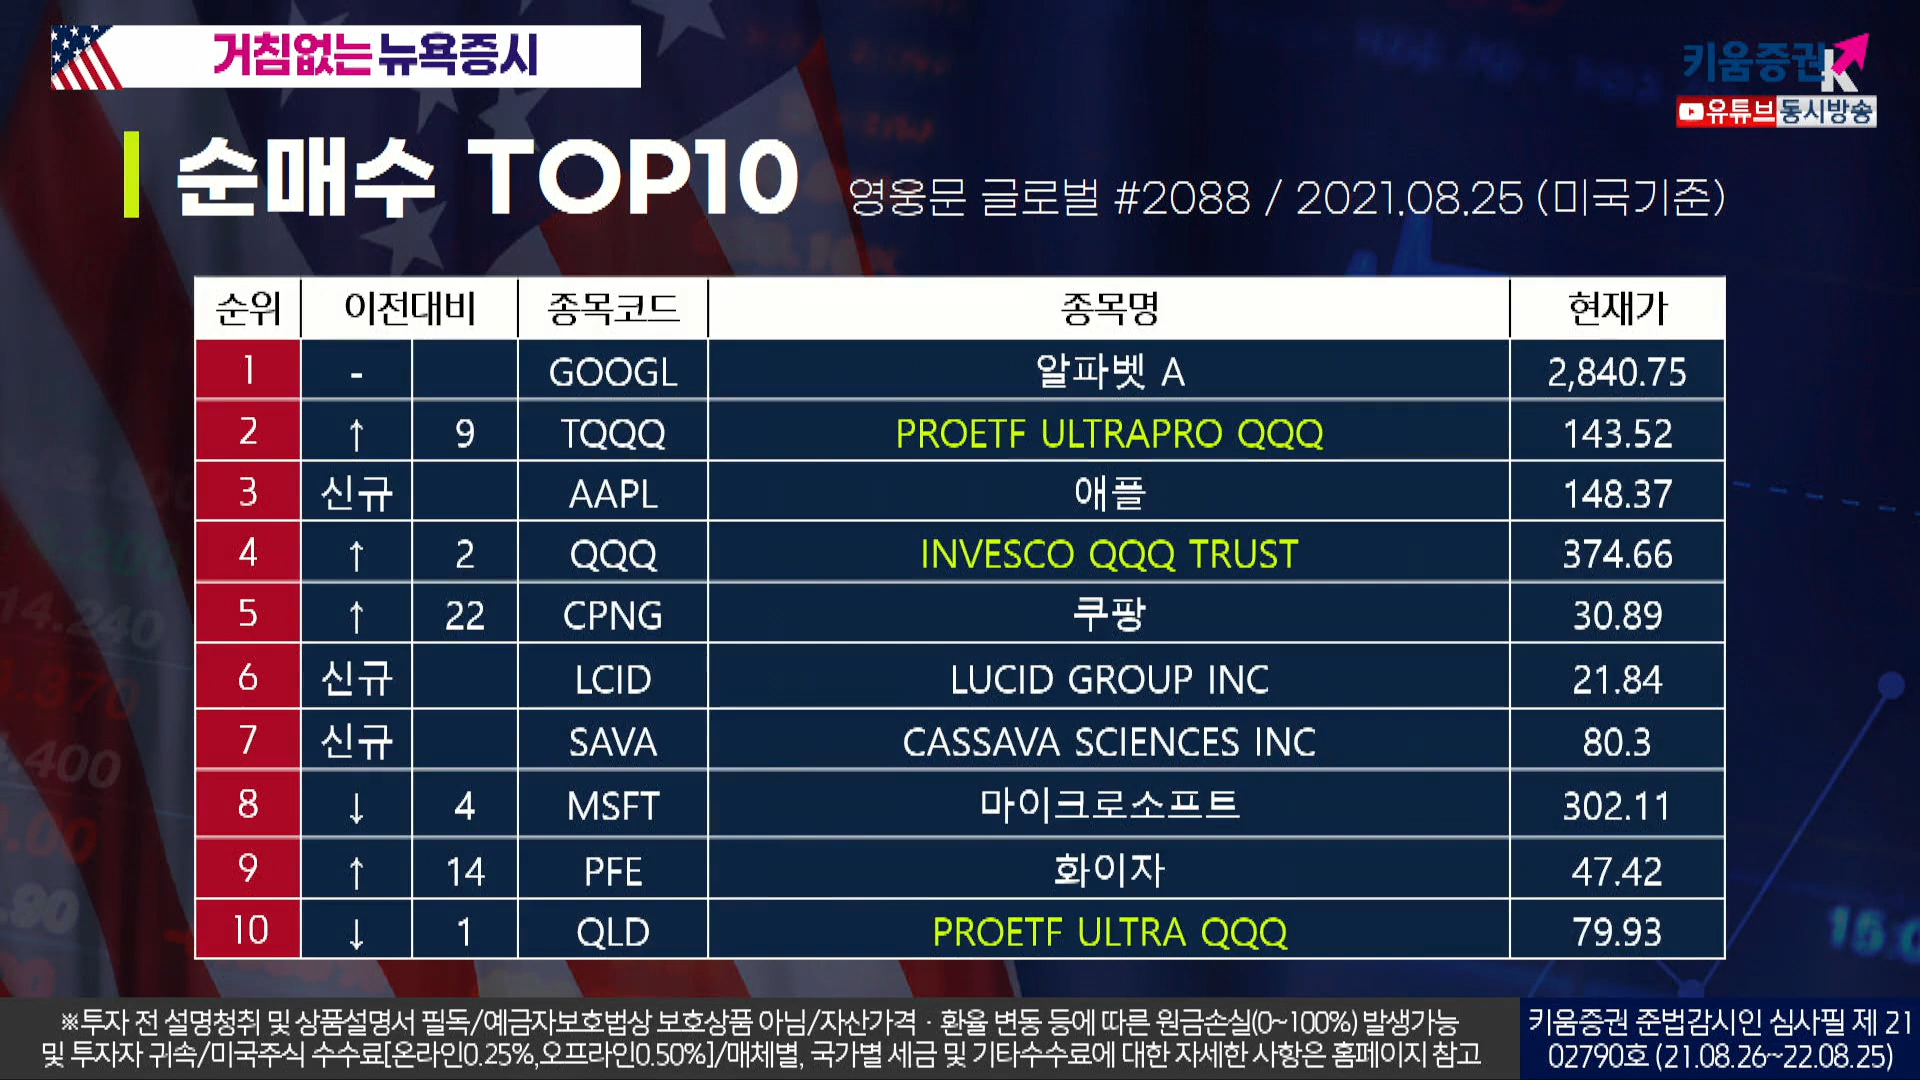 거침없는 뉴욕증시
키움증권 K
유튜브 동시방송
순매수 TOP10 영웅문 글로벌 #2088 / 2021.08.25 (미국기준)
순위 이전대비 종목코드 종목명 현재가
1 - GOOGL 알파벳 A 2,840.75
2 ↑ 9 TQQQ PROETF ULTRAPRO QQQ 143.52
3 신규 AAPL 애플 148.37
4 ↑ 2 QQQ INVESCO QQQ TRUST 374.66
5 ↑ 22 CPNG 쿠팡 30.89
6 신규 LCID LUCID GROUP INC 21.84
7 신규 SAVA CASSAVA SCIENCES INC 80.3
8 ↓ 4 MSFT 마이크로소프트 302.11
9 ↑ 14 PFE 화이자 47.42
10 ↓ 1 QLD PROETF ULTRA QQQ 79.93
※투자 전 설명청취 및 상품설명서 필독/예금자보호법상 보호상품 아님/자산가격 · 환율 변동 등에 따른 원금손실(0~100%) 발생가능
및 투자자 귀속/미국주식 수수료[온라인0.25%,오프라인0.50%]/매체별, 국가별 세금 및 기타수수료에 대한 자세한 사항은 홈페이지 참고
키움증권 준법감시인 심사필 제 21
02790호 (21.08.26~22.08.25)